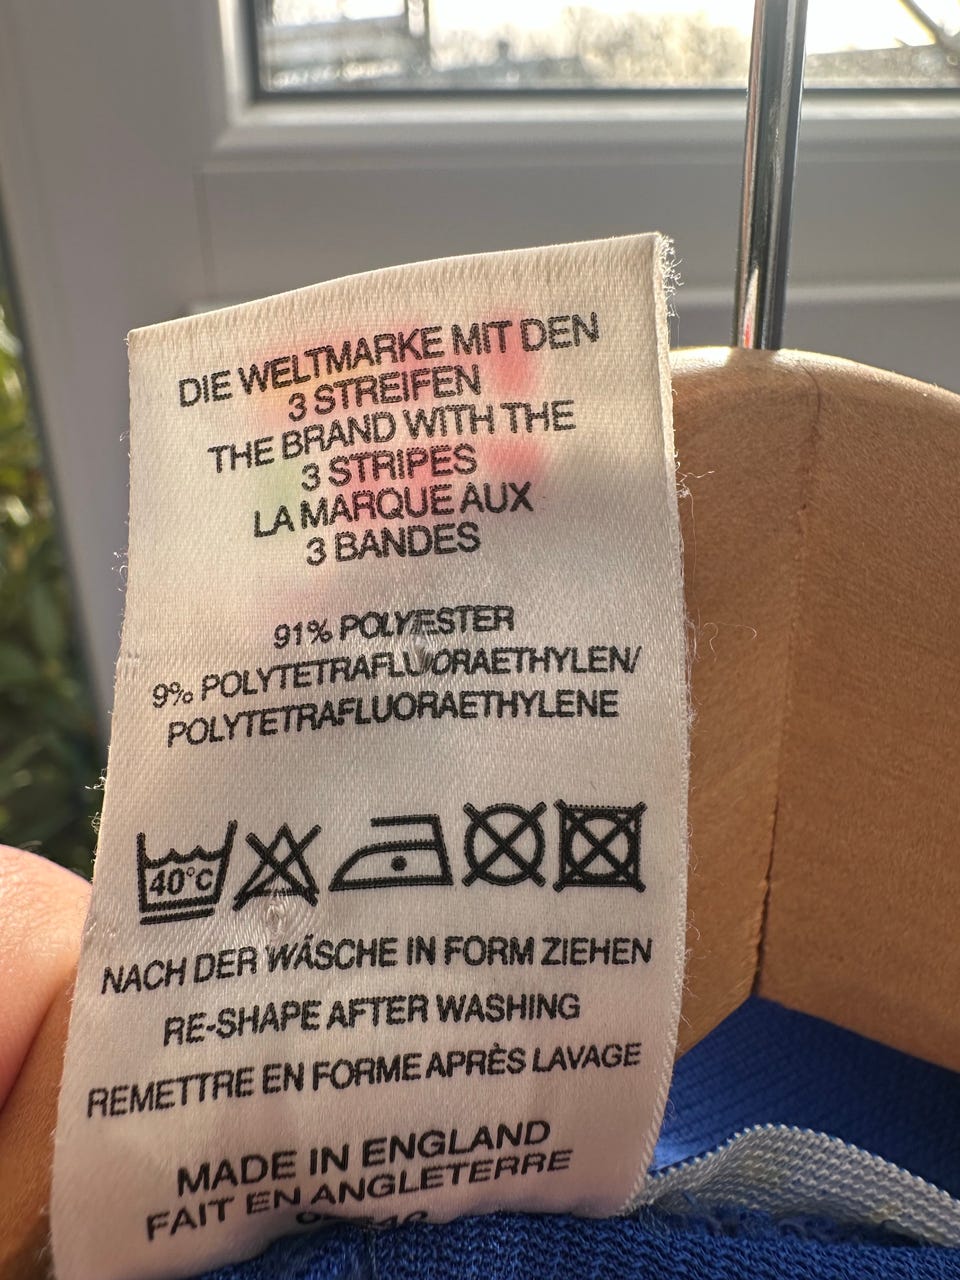 DIE WELTMARKE MIT DEN
3 STREIFEN
THE BRAND WITH THE
3 STRIPES
LA MARQUE AUX
3 BANDES
91% POLYESTER
9% POLYTETRAFLUORAETHYLEN/
POLYTETRAFLUORAETHYLENE
40°C
NACH DER WÄSCHE IN FORM ZIEHEN
RE-SHAPE AFTER WASHING
REMETTRE EN FORME APRÈS LAVAGE
MADE IN ENGLAND
FAIT EN ANGLETERRE